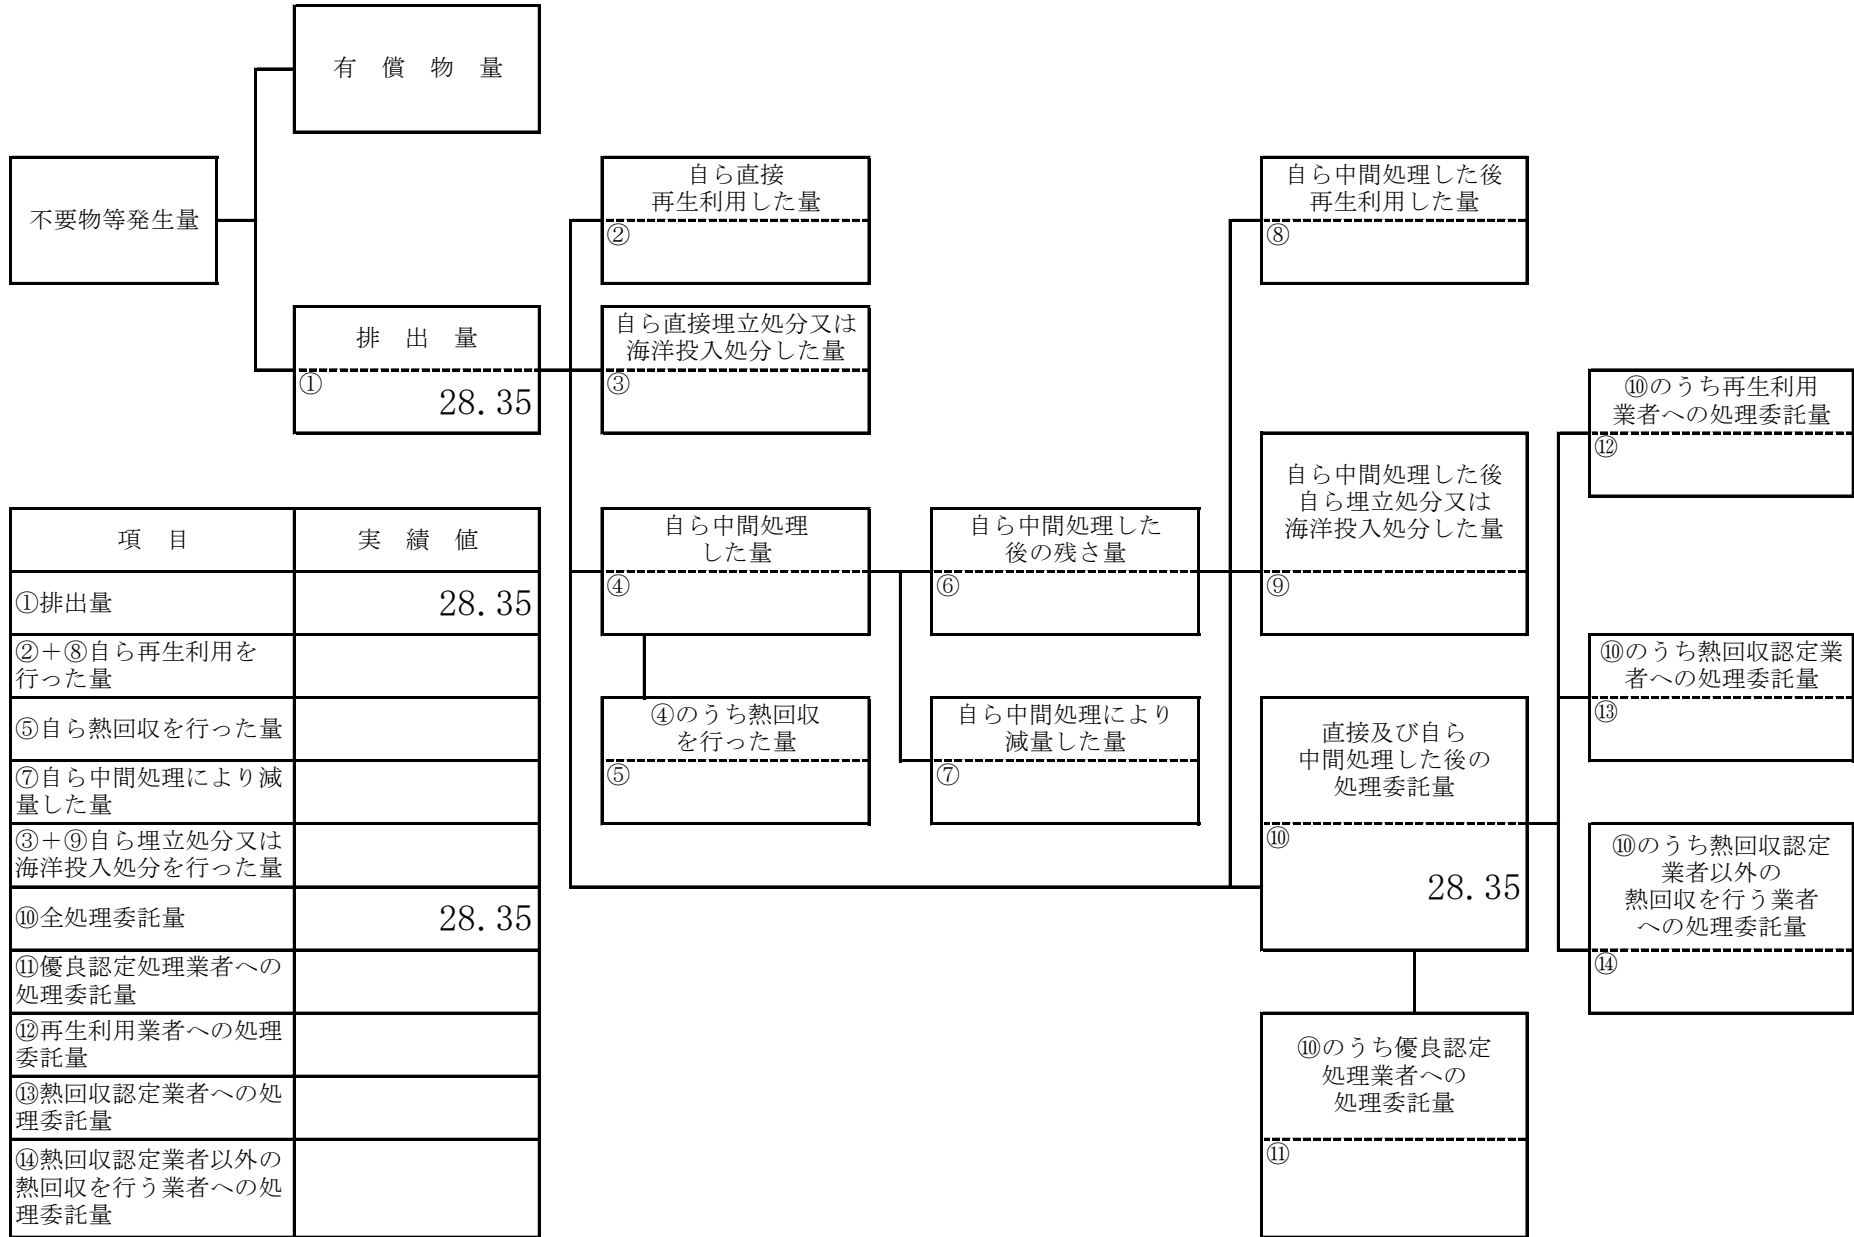 有　償　物　量
不要物等発生量
排　出　量
①
28.35
自ら直接
再生利用した量
②
自ら直接埋立処分又は
海洋投入処分した量
③
自ら中間処理
した量
④
④のうち熱回収
を行った量
⑤
自ら中間処理した
後の残さ量
⑥
自ら中間処理により
減量した量
⑦
自ら中間処理した後
再生利用した量
⑧
自ら中間処理した後
自ら埋立処分又は
海洋投入処分した量
⑨
直接及び自ら
中間処理した後の
処理委託量
⑩
28.35
⑩のうち優良認定
処理業者への
処理委託量
⑪
⑩のうち再生利用
業者への処理委託量
⑫
⑩のうち熱回収認定業
者への処理委託量
⑬
⑩のうち熱回収認定
業者以外の
熱回収を行う業者
への処理委託量
⑭
項　目　実　績　値
①排出量　28.35
②＋⑧自ら再生利用を
行った量
⑤自ら熱回収を行った量
⑦自ら中間処理により減
量した量
③＋⑨自ら埋立処分又は
海洋投入処分を行った量
⑩全処理委託量　28.35
⑪優良認定処理業者への
処理委託量
⑫再生利用業者への処理
委託量
⑬熱回収認定業者への処
理委託量
⑭熱回収認定業者以外の
熱回収を行う業者への処
理委託量